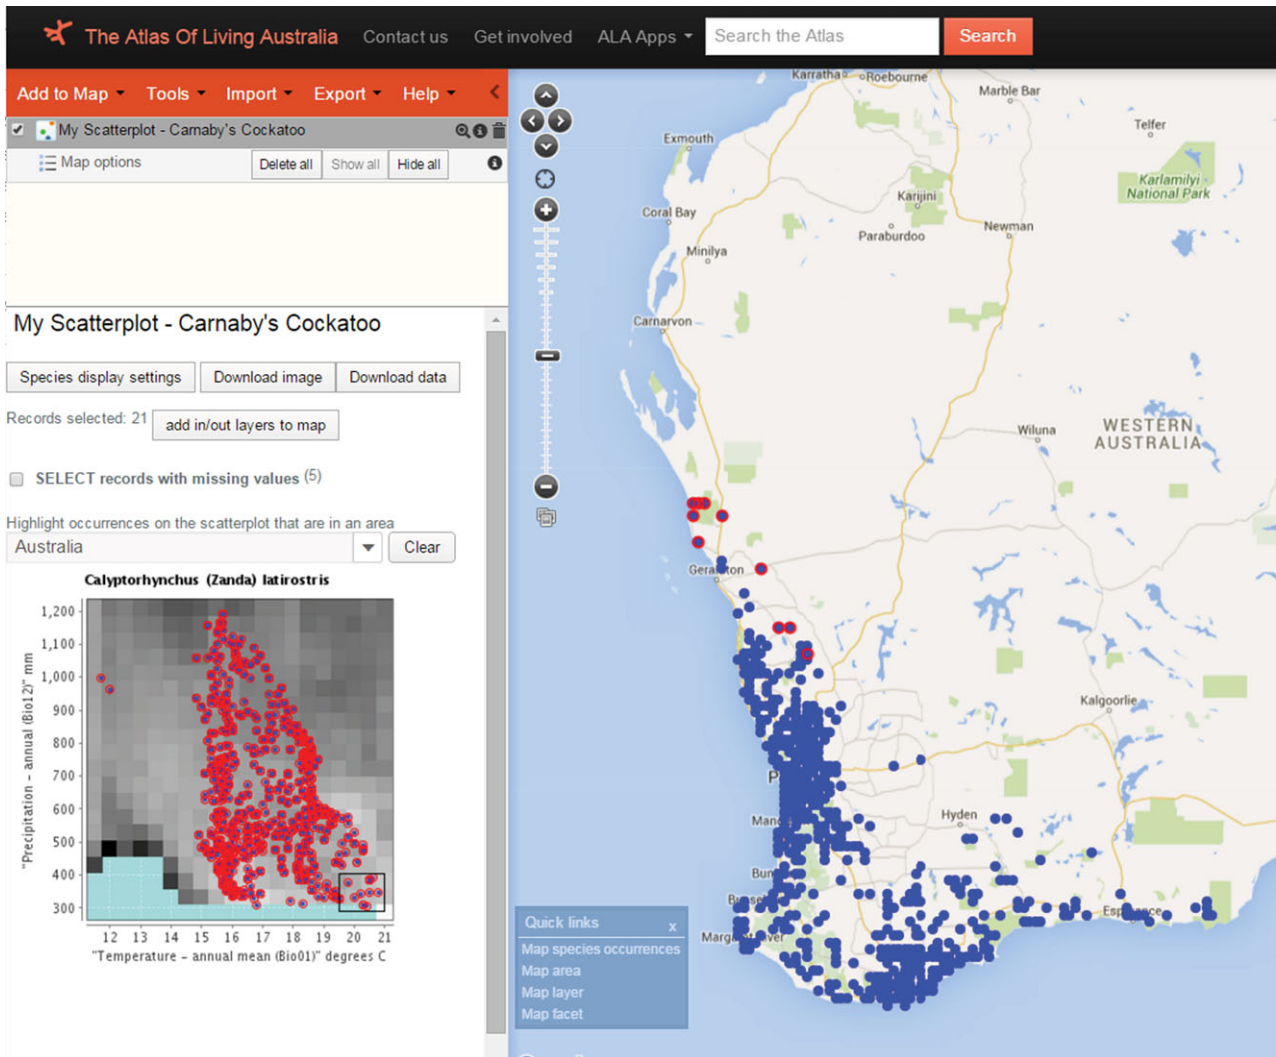 The Atlas Of Living Australia Contact us Get involved ALA Apps Search the Atlas Search
Add to Map Tools Import Export Help
My Scatterplot - Carnaby's Cockatoo
Map options Delete all Show all Hide all
My Scatterplot - Carnaby's Cockatoo
Species display settings Download image Download data
Records selected: 21 add in/out layers to map
SELECT records with missing values (5)
Highlight occurrences on the scatterplot that are in an area
Australia Clear
Calyptorhynchus (Zanda) latirostris
"Precipitation - annual (Bio12)" mm
1,200
1,100
1,000
900
800
700
600
500
400
300
12 13 14 15 16 17 18 19 20 21
"Temperature - annual mean (Bio01)" degrees C
Karratha Roebourne
Marble Bar
Telfer
Exmouth
Karlamilyi
National Park
Karijini
Coral Bay
Newman
Paraburdoo
Minilya
Carnarvon
WESTERN
AUSTRALIA
Wiluna
Kalgoorlie
Hyden
Quick links x
Map species occurrences
Map area
Map layer
Map facet